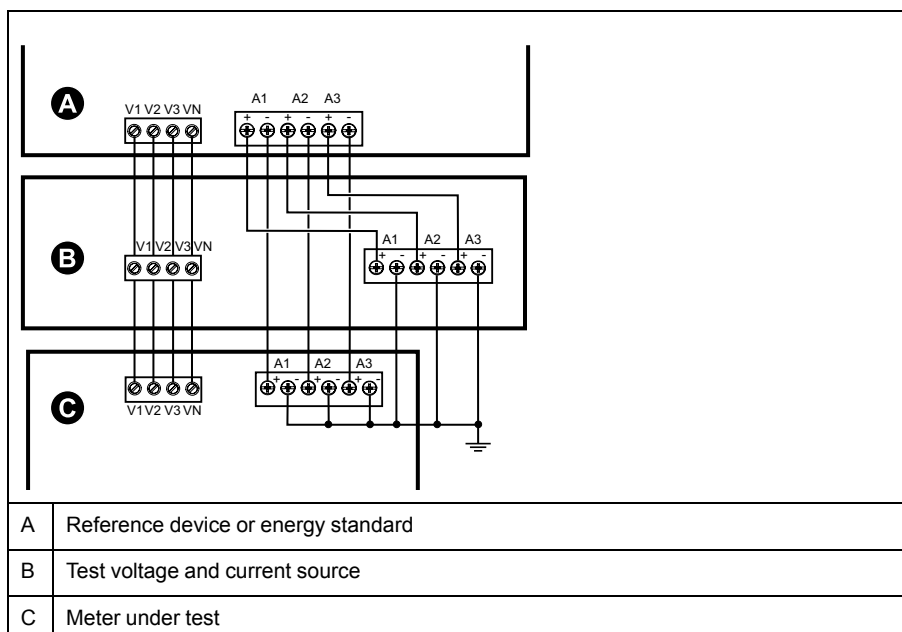 A
V1 V2 V3 VN
A1 A2 A3
+ - + - + -
B
V1 V2 V3 VN
A1 A2 A3
+ - + - + -
C
A1 A2 A3
+ - + - + -
V1 V2 V3 VN
A Reference device or energy standard
B Test voltage and current source
C Meter under test